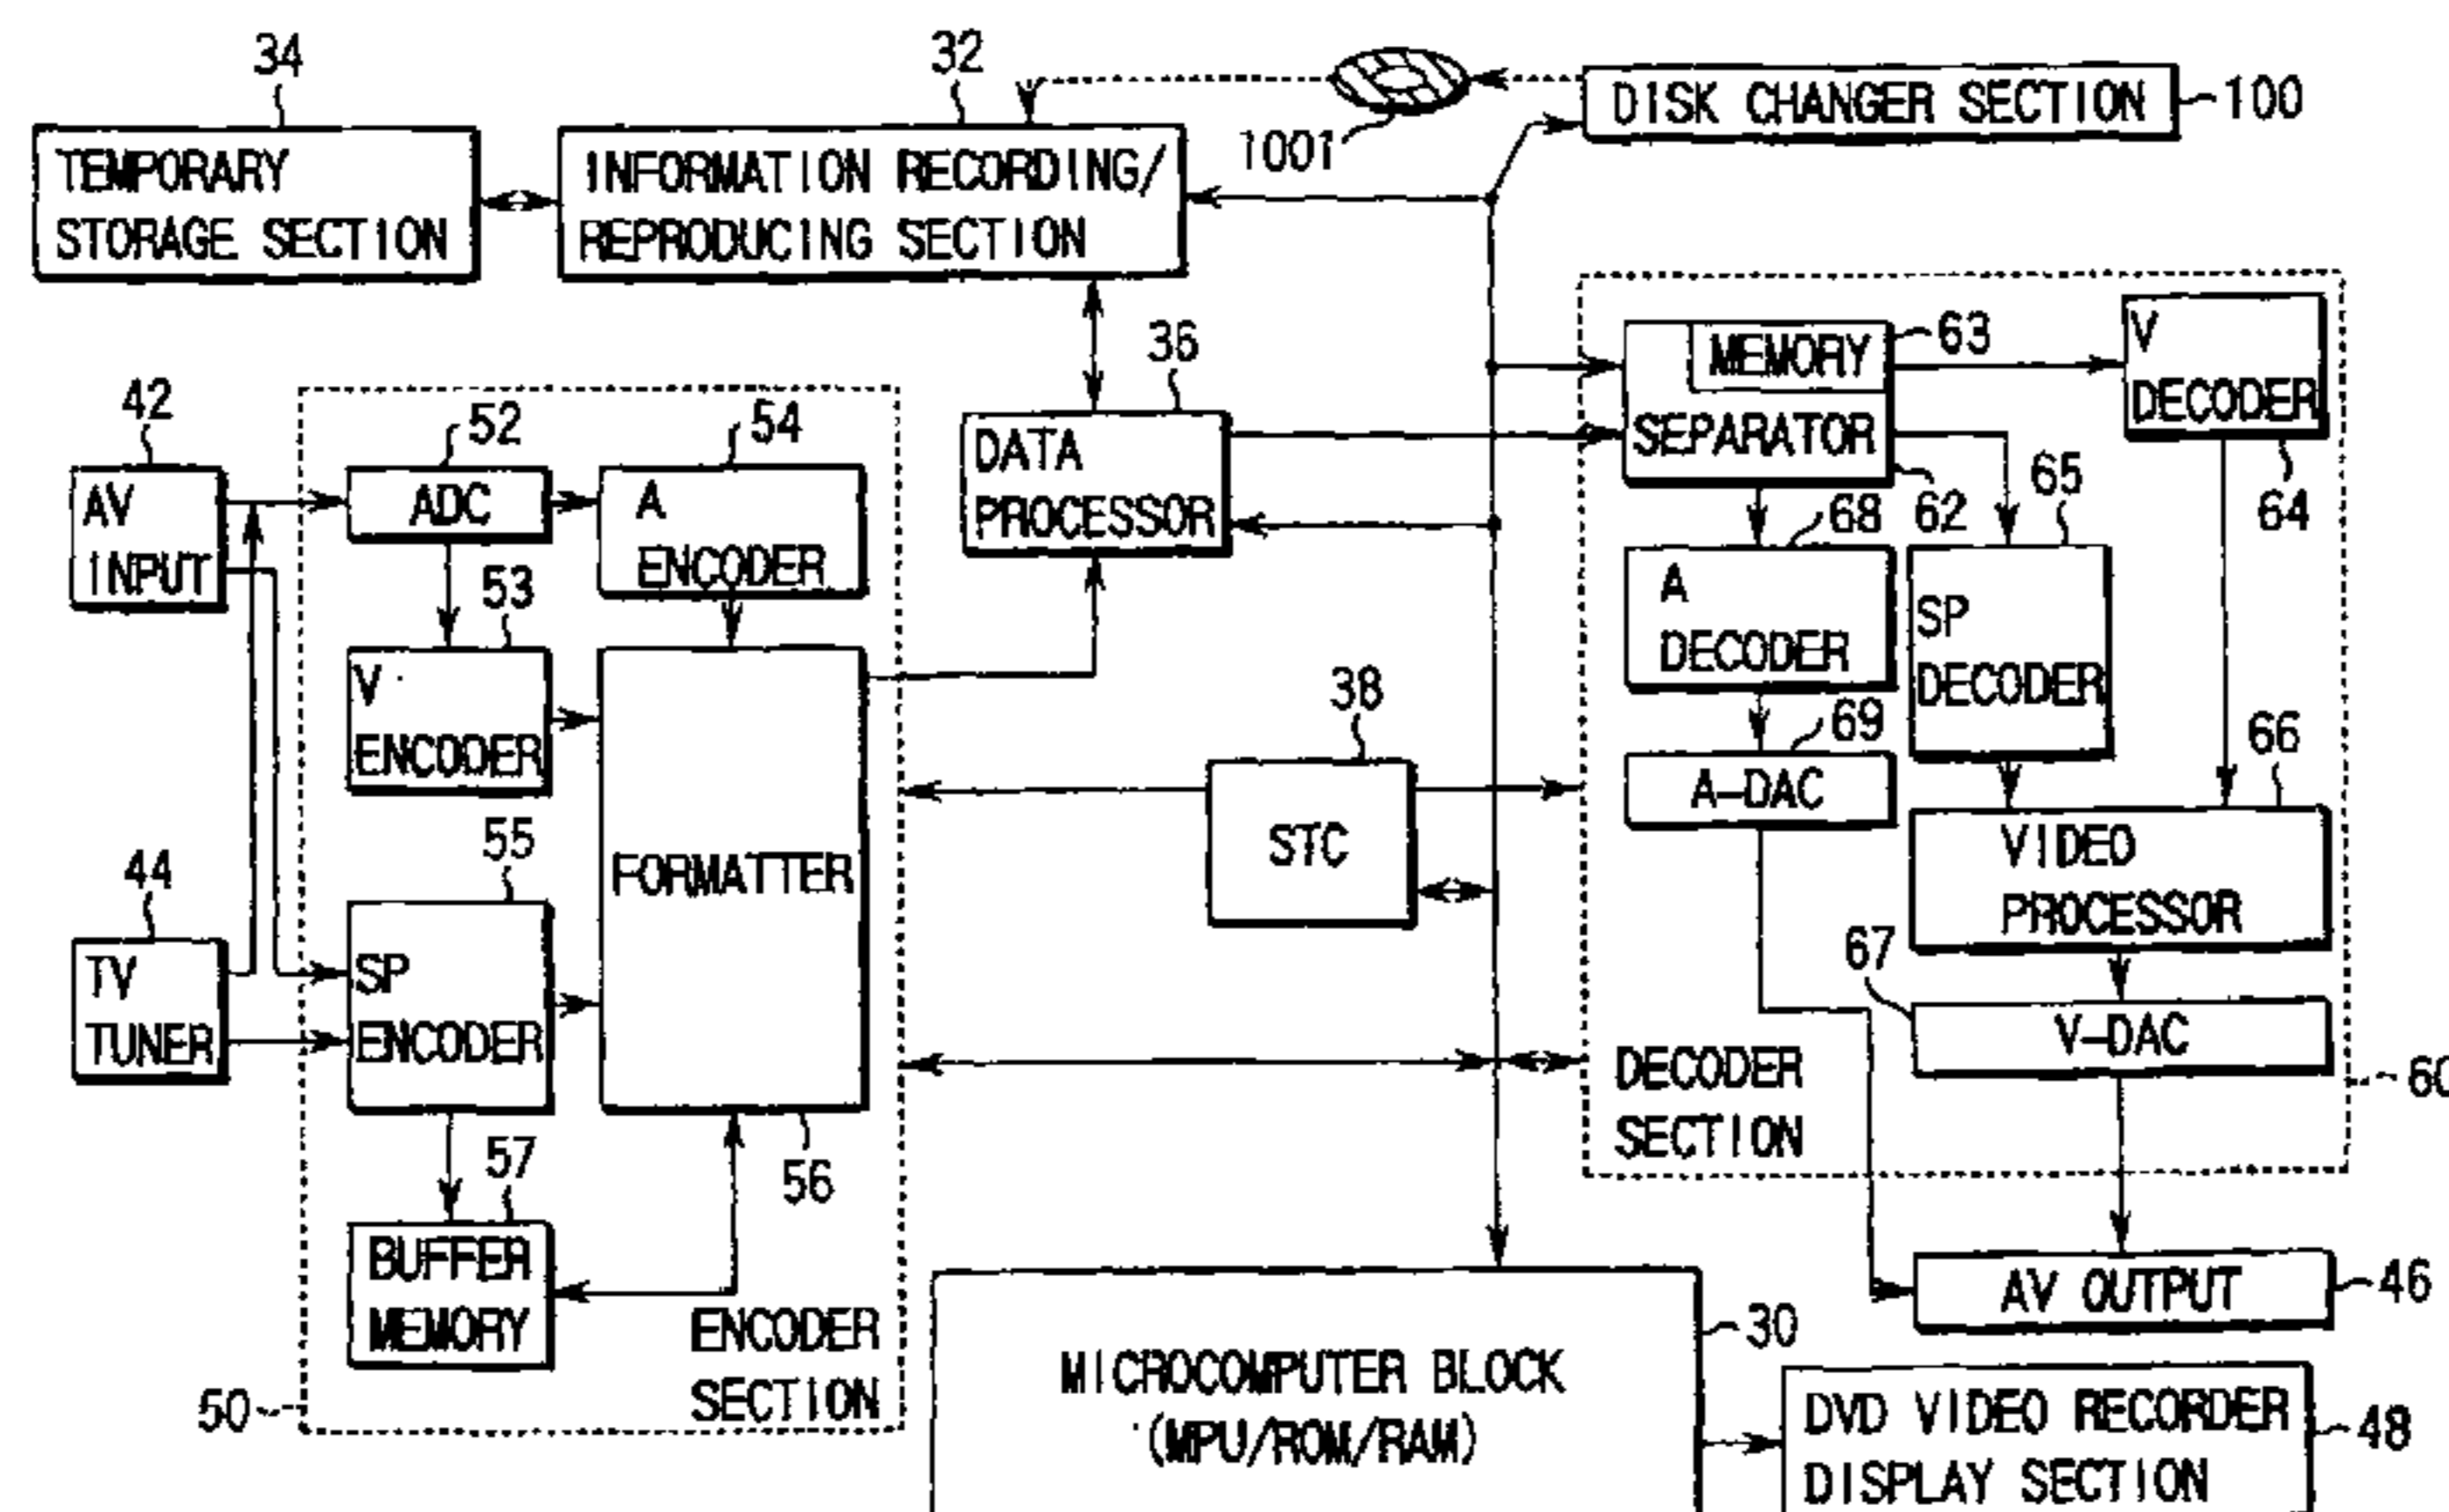 34
32
DISK CHANGER SECTION
100
1001
TEMPORARY
STORAGE SECTION
INFORMATION RECORDING/
REPRODUCING SECTION
36
42
52
54
AV
INPUT
ADC
A
ENCODER
DATA
PROCESSOR
MEMORY
63
SEPARATOR
62
V
DECODER
64
65
68
53
V
ENCODER
A
DECODER
SP
DECODER
38
69
66
55
44
FORMATTER
STC
A-DAC
VIDEO
PROCESSOR
TV
TUNER
SP
ENCODER
67
V-DAC
DECODER
SECTION
60
57
56
BUFFER
MEMORY
ENCODER
SECTION
50
AV OUTPUT
46
30
MICROCOMPUTER BLOCK
(MPU/ROM/RAM)
DVD VIDEO RECORDER
DISPLAY SECTION
48